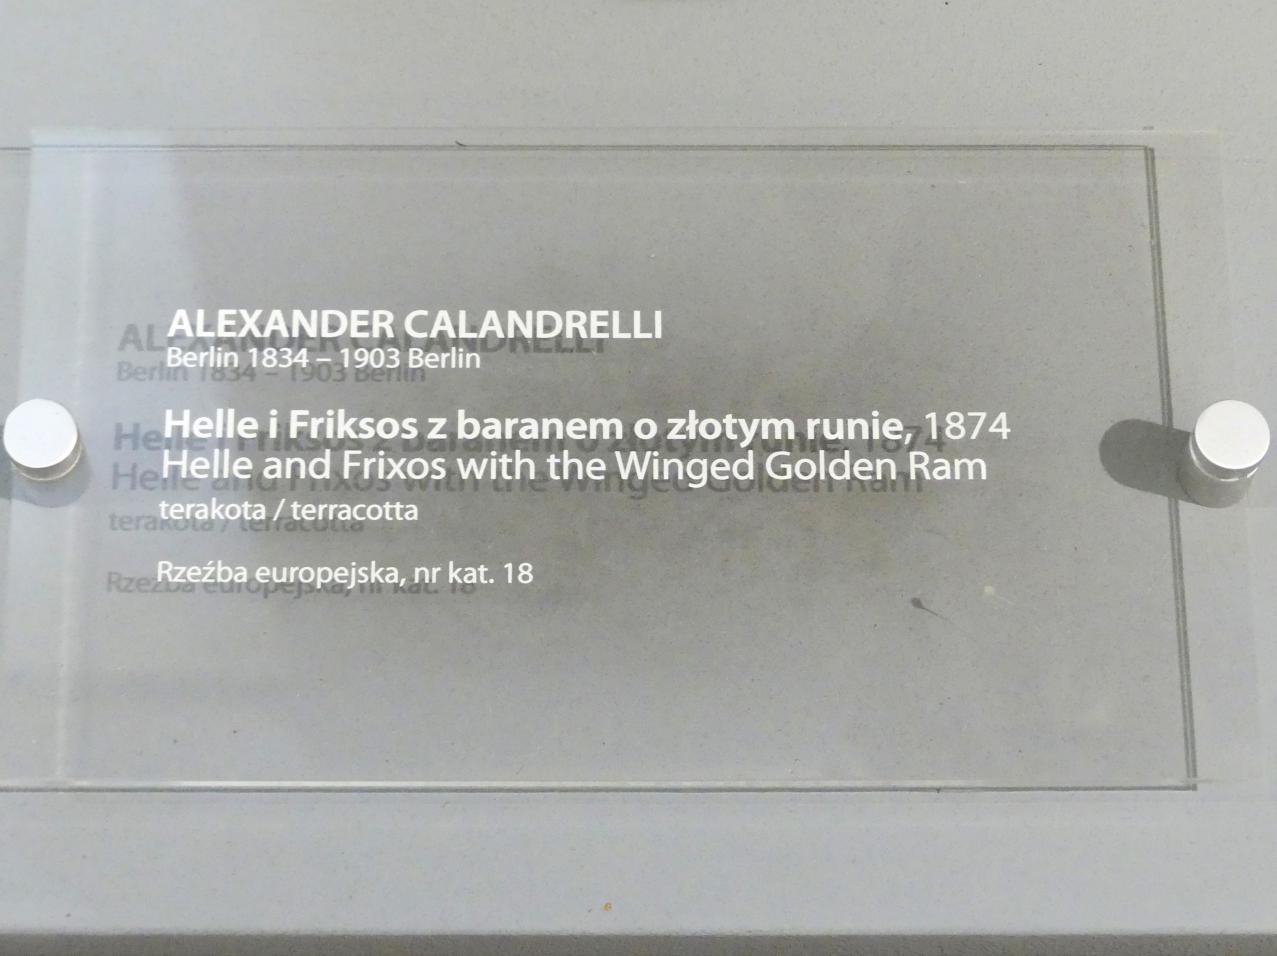 ALEXANDER CALANDRELLI
Berlin 1834 – 1903 Berlin
Helle i Friksos z baranem o złotym runie, 1874
Helle and Frixos with the Winged Golden Ram
terakota / terracotta
Rzeźba europejska, nr kat. 18